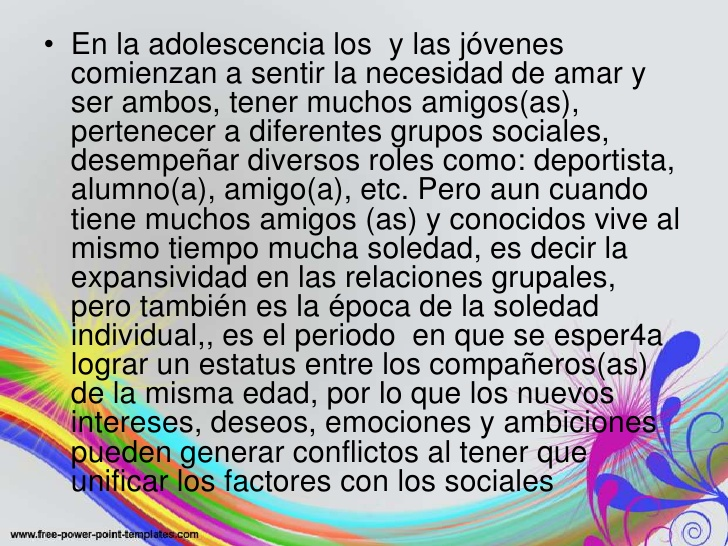 • En la adolescencia los  y las jóvenes
comienzan a sentir la necesidad de amar y
ser ambos, tener muchos amigos(as),
pertenecer a diferentes grupos sociales,
desempeñar diversos roles como: deportista,
alumno(a), amigo(a), etc. Pero aun cuando
tiene muchos amigos (as) y conocidos vive al
mismo tiempo mucha soledad, es decir la
expansividad en las relaciones grupales,
pero también es la época de la soledad
individual,, es el periodo  en que se esper4a
lograr un estatus entre los compañeros(as)
de la misma edad, por lo que los nuevos
intereses, deseos, emociones y ambiciones
pueden generar conflictos al tener que
unificar los factores con los sociales
www.free-power-point-templates.com